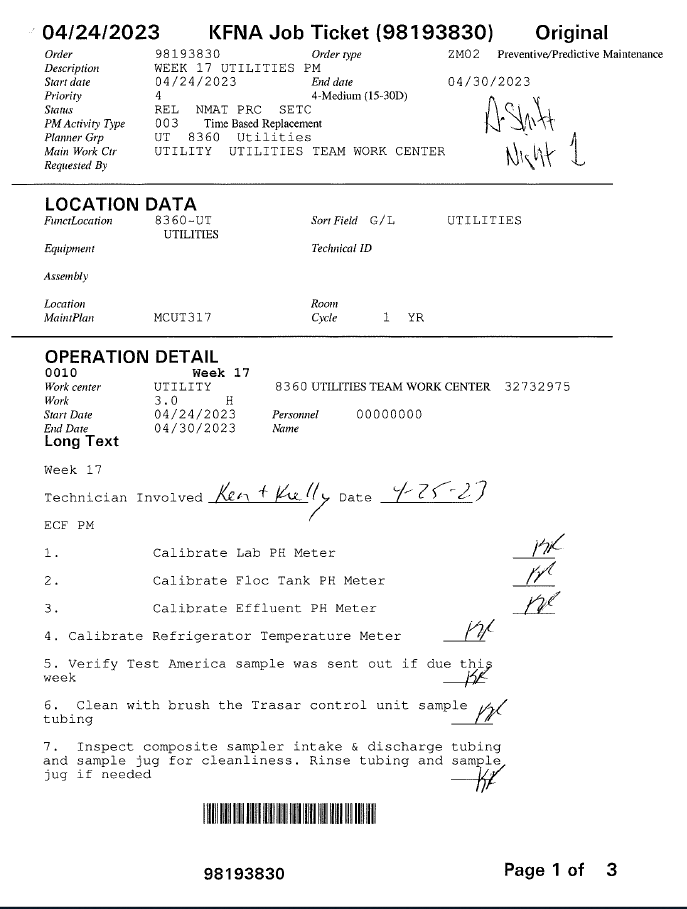 04/24/2023 KFNA Job Ticket (98193830) Original
Order 98193830 Order type ZM02 Preventive/Predictive Maintenance
Description WEEK 17 UTILITIES PM
Start date 04/24/2023 End date 04/30/2023
Priority 4 4-Medium (15-30D)
Status REL NMAT PRC SETC
PM Activity Type 003 Time Based Replacement
Planner Grp UT 8360 Utilities
Main Work Ctr UTILITY UTILITIES TEAM WORK CENTER
Requested By
A-Shift
Night 1
LOCATION DATA
FunctLocation 8360-UT Sort Field G/L UTILITIES
UTILITIES
Equipment Technical ID
Assembly
Location Room
MaintPlan MCUT317 Cycle 1 YR
OPERATION DETAIL
0010 Week 17
Work center UTILITY 8360 UTILITIES TEAM WORK CENTER 32732975
Work 3.0 H
Start Date 04/24/2023 Personnel 00000000
End Date 04/30/2023 Name
Long Text
Week 17
Technician Involved Ken + Kelly Date 4-25-23
ECF PM
1. Calibrate Lab PH Meter
2. Calibrate Floc Tank PH Meter
3. Calibrate Effluent PH Meter
4. Calibrate Refrigerator Temperature Meter
5. Verify Test America sample was sent out if due this
week
6. Clean with brush the Trasar control unit sample
tubing
7. Inspect composite sampler intake & discharge tubing
and sample jug for cleanliness. Rinse tubing and sample
jug if needed
98193830
Page 1 of 3